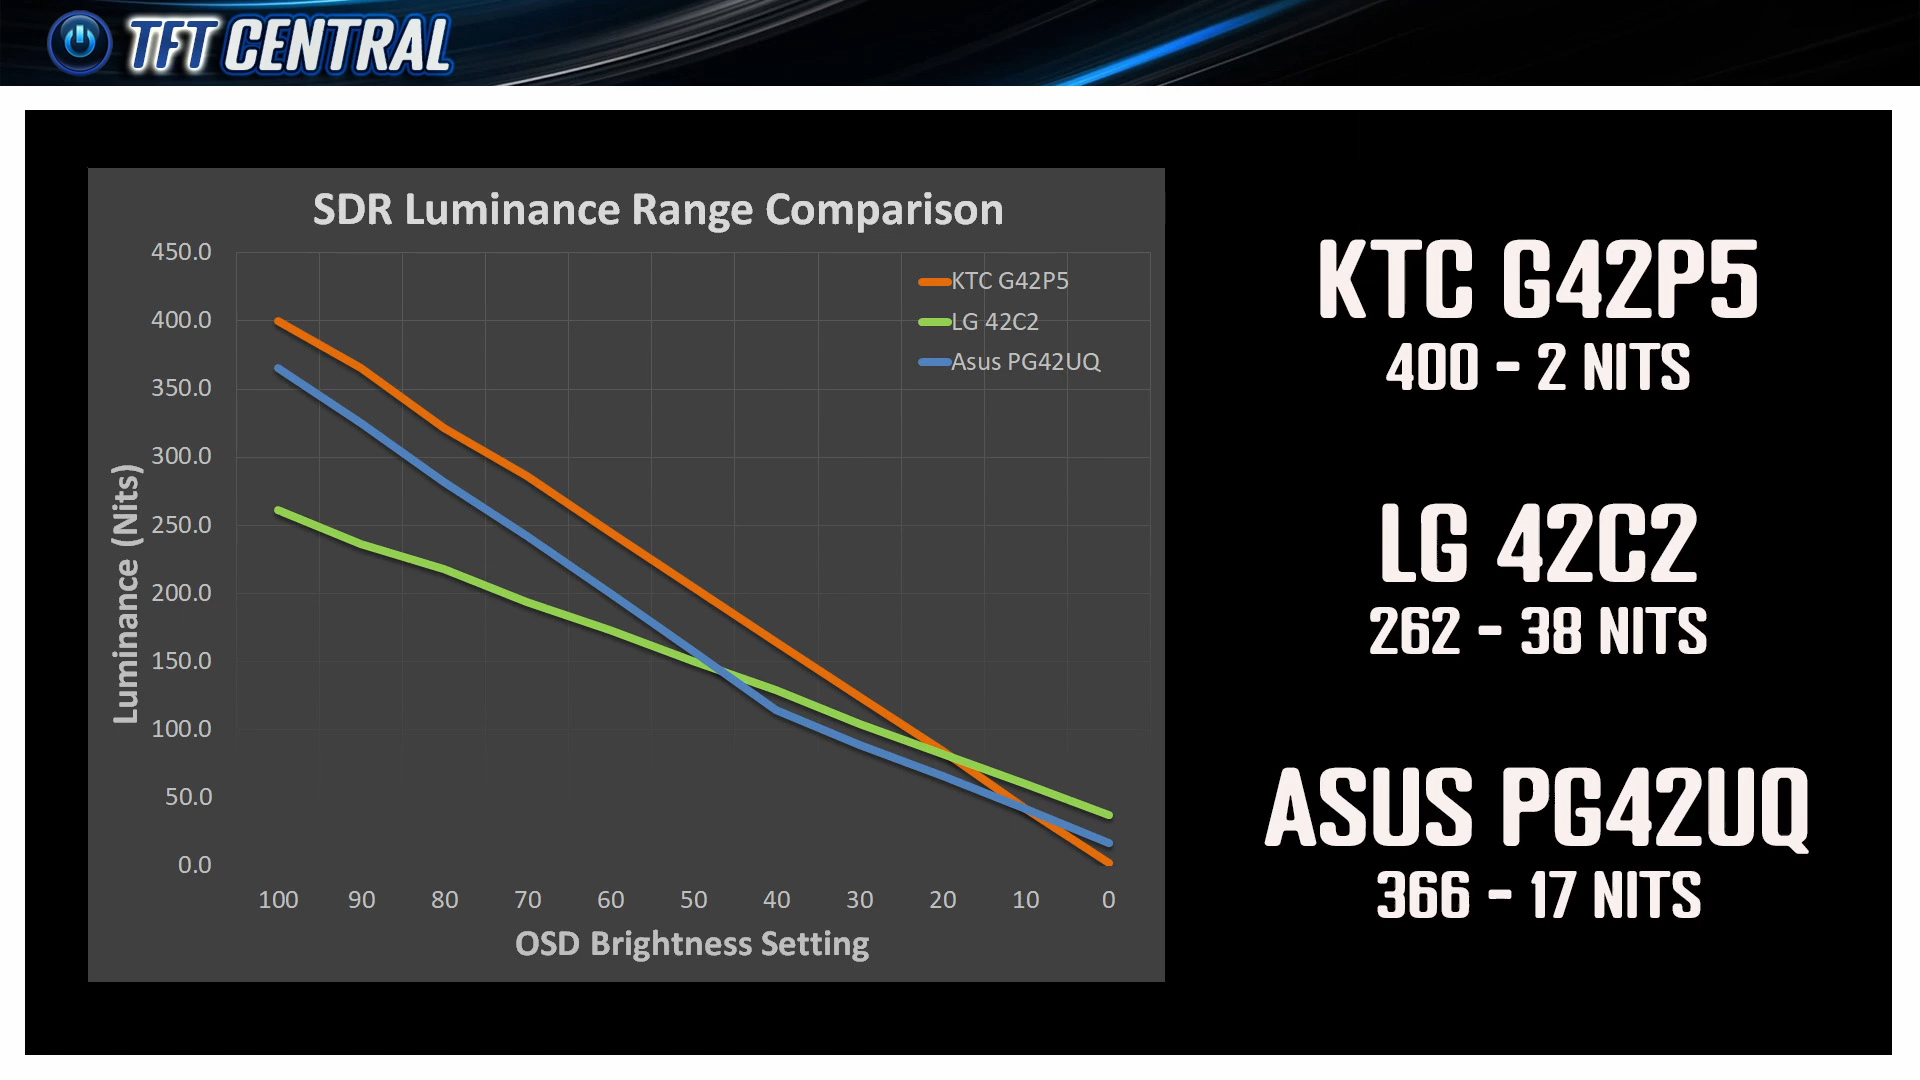 TFT CENTRAL
SDR Luminance Range Comparison
450.0
400.0
350.0
300.0
250.0
200.0
150.0
100.0
50.0
0.0
Luminance (Nits)
KTC G42P5
LG 42C2
Asus PG42UQ
100 90 80 70 60 50 40 30 20 10 0
OSD Brightness Setting
KTC G42P5
400 - 2 NITS
LG 42C2
262 - 38 NITS
ASUS PG42UQ
366 - 17 NITS